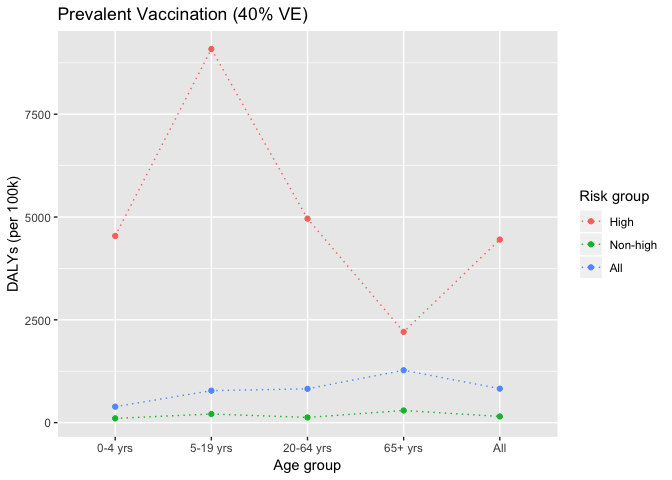 Prevalent Vaccination (40% VE)
DALYs (per 100k)
7500
5000
2500
0
0-4 yrs
5-19 yrs
20-64 yrs
65+ yrs
All
Age group
Risk group
High
Non-high
All